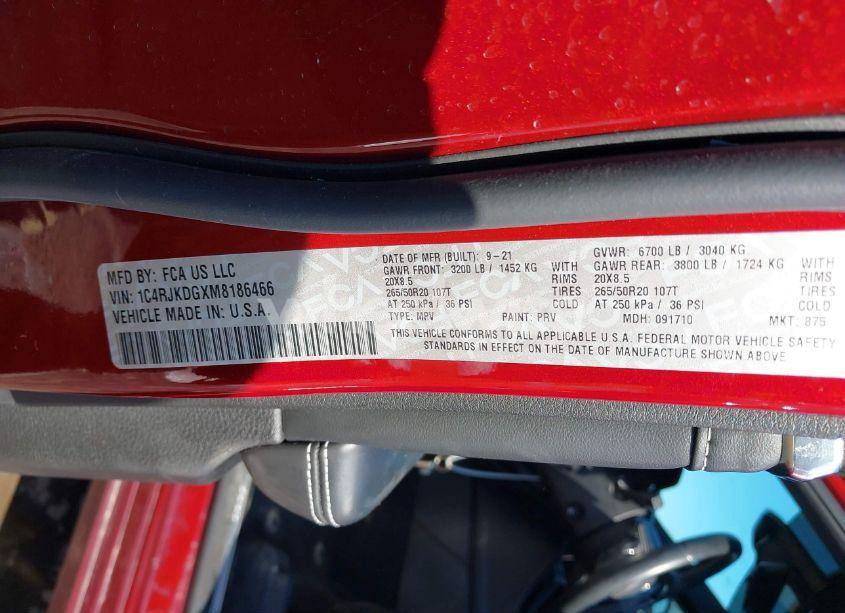 MFD BY: FCA US LLC
VIN: 1C4RJKDGXM8186466
VEHICLE MADE IN: U.S.A.
DATE OF MFR (BUILT): 9-21
GAWR FRONT: 3200 LB / 1452 KG
20X8.5 RIMS
265/50R20 107T TIRES
AT 250 kPa / 36 PSI COLD
TYPE: MPV PAINT: PRV
GVWR: 6700 LB / 3040 KG
GAWR REAR: 3800 LB / 1724 KG
20X8.5 RIMS
265/50R20 107T TIRES
AT 250 kPa / 36 PSI COLD
MDH: 091710 MKT: 875
THIS VEHICLE CONFORMS TO ALL APPLICABLE U.S.A. FEDERAL MOTOR VEHICLE SAFETY
STANDARDS IN EFFECT ON THE DATE OF MANUFACTURE SHOWN ABOVE